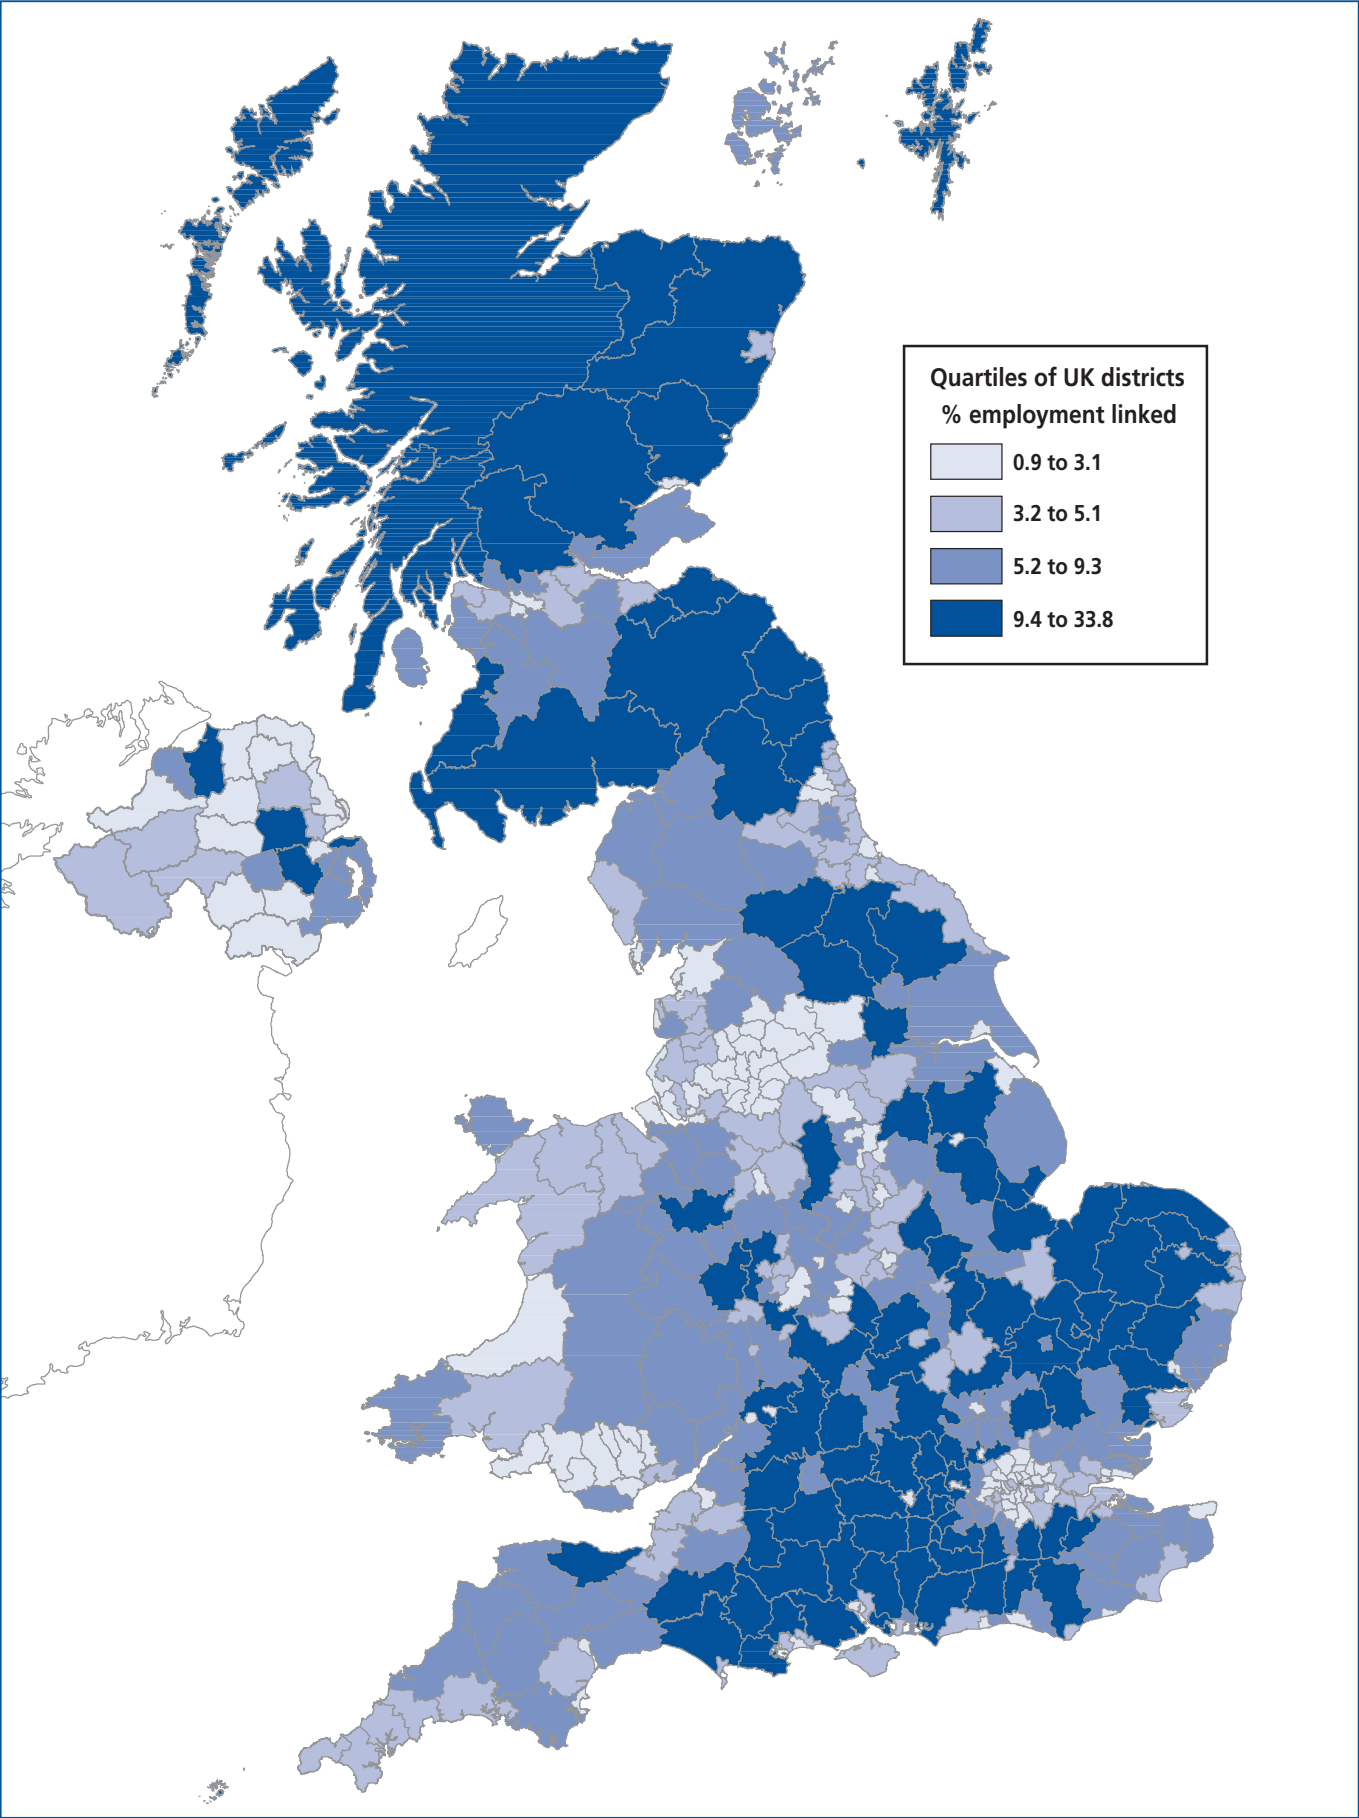 Quartiles of UK districts
% employment linked
0.9 to 3.1
3.2 to 5.1
5.2 to 9.3
9.4 to 33.8